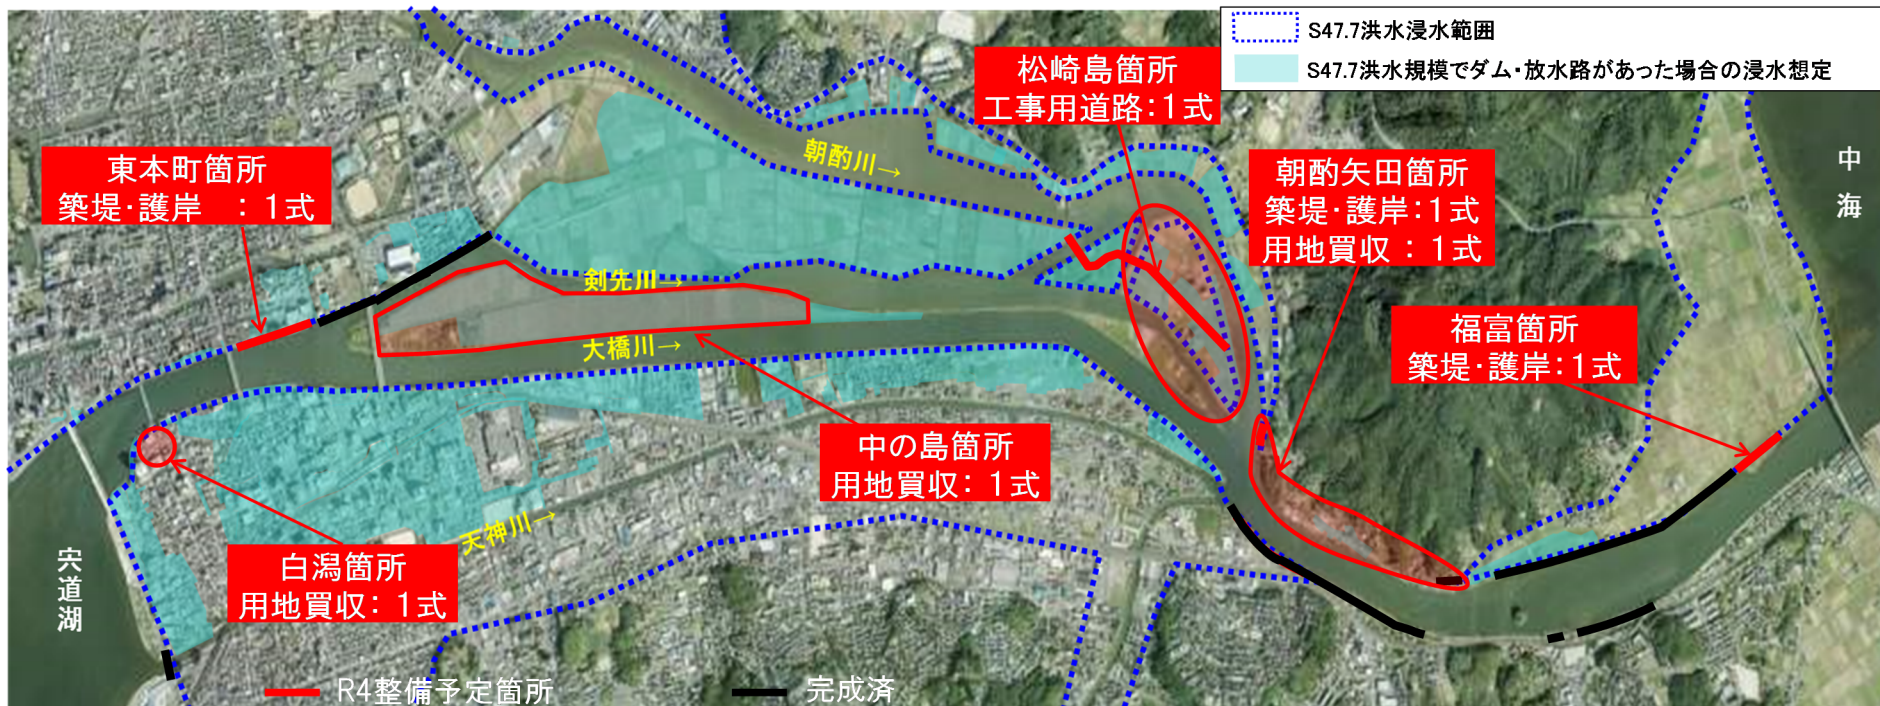 S47.7洪水浸水範囲
S47.7洪水規模でダム・放水路があった場合の浸水想定
松崎島箇所
工事用道路：1式
東本町箇所
築堤・護岸　：1式
朝酌川→
朝酌矢田箇所
築堤・護岸：1式
用地買収：1式
中海
剣先川→
大橋川→
福富箇所
築堤・護岸：1式
中の島箇所
用地買収：1式
天神川→
白潟箇所
用地買収：1式
宍道湖
R4整備予定箇所
完成済